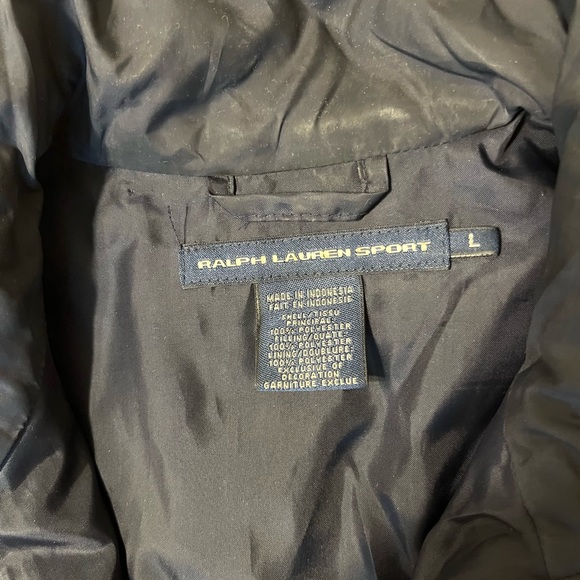 RALPH LAUREN SPORT
L
MADE IN INDONESIA
FAIT EN-INDONESIE
SHELL/TISSU
PRINCIPAL:
100% POLYESTER
FILLING/OUATE:
100% POLYESTER
LINING/DOUBLURE:
100% POLYESTER
EXCLUSIVE OF
DECORATION
GARNITURE EXCLUE